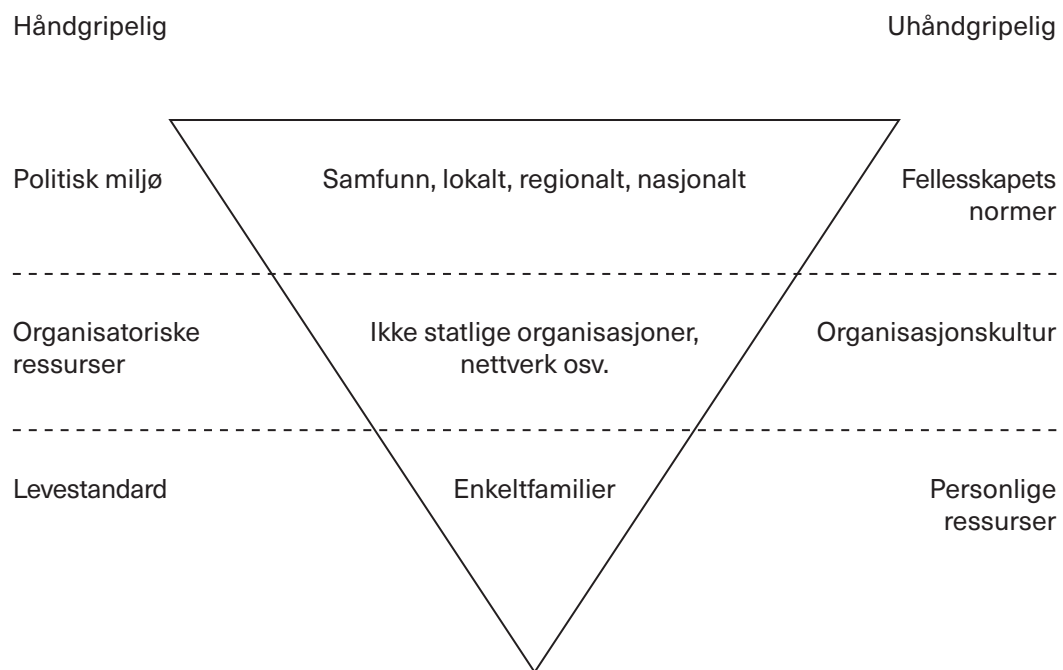 Håndgripelig
Uhåndgripelig
Politisk miljø
Samfunn, lokalt, regionalt, nasjonalt
Fellesskapets
normer
Organisatoriske
ressurser
Ikke statlige organisasjoner,
nettverk osv.
Organisasjonskultur
Levestandard
Enkeltfamilier
Personlige
ressurser